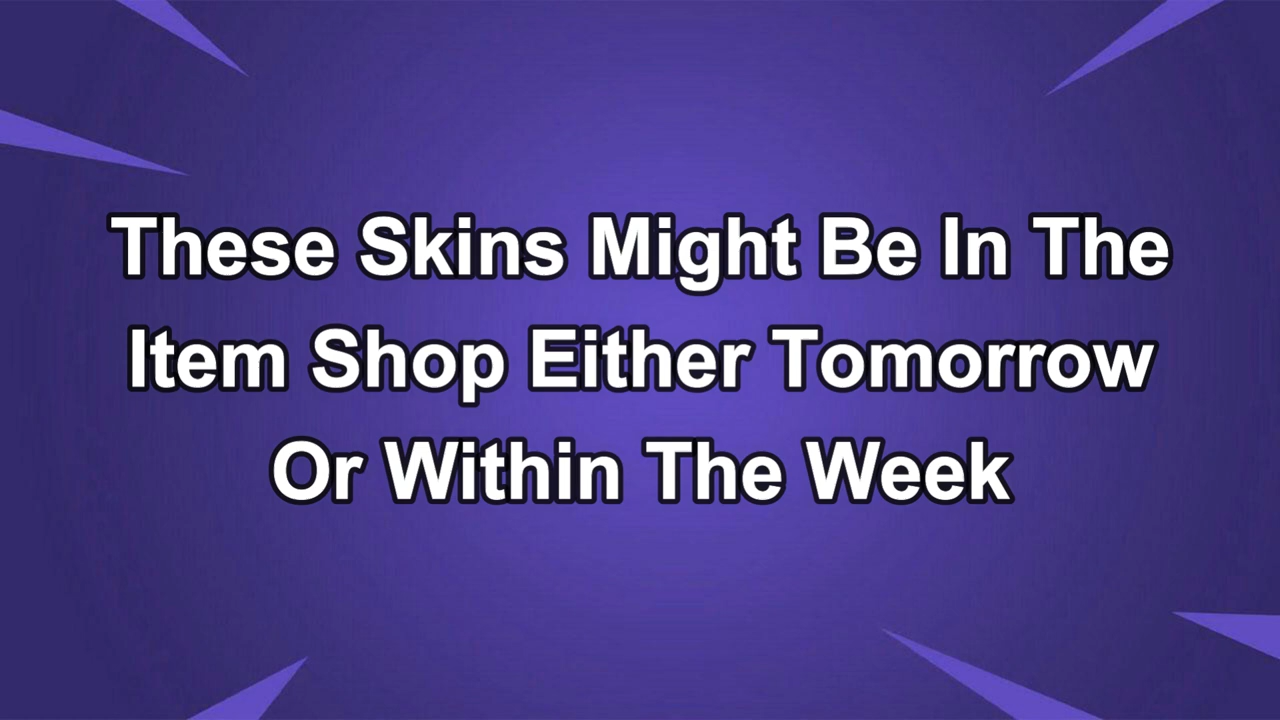 These Skins Might Be In The
Item Shop Either Tomorrow
Or Within The Week